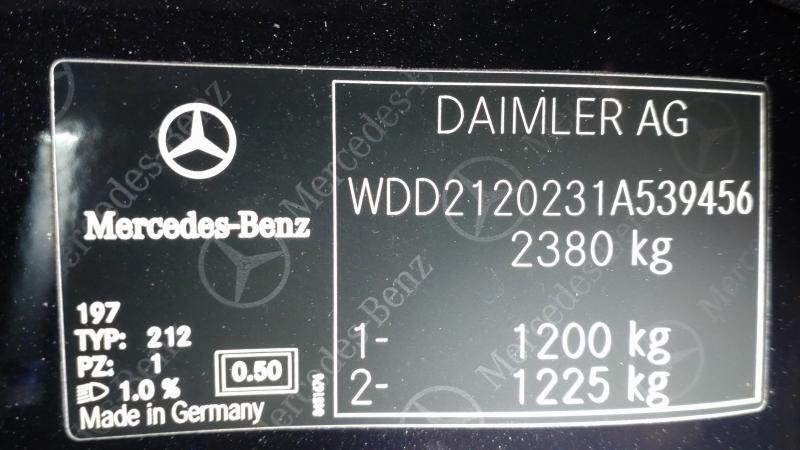 Mercedes-Benz
197
TYP: 212
PZ: 1
1.0 %
0.50
Made in Germany
DAIMLER AG
WDD2120231A539456
2380 kg
1- 1200 kg
2- 1225 kg